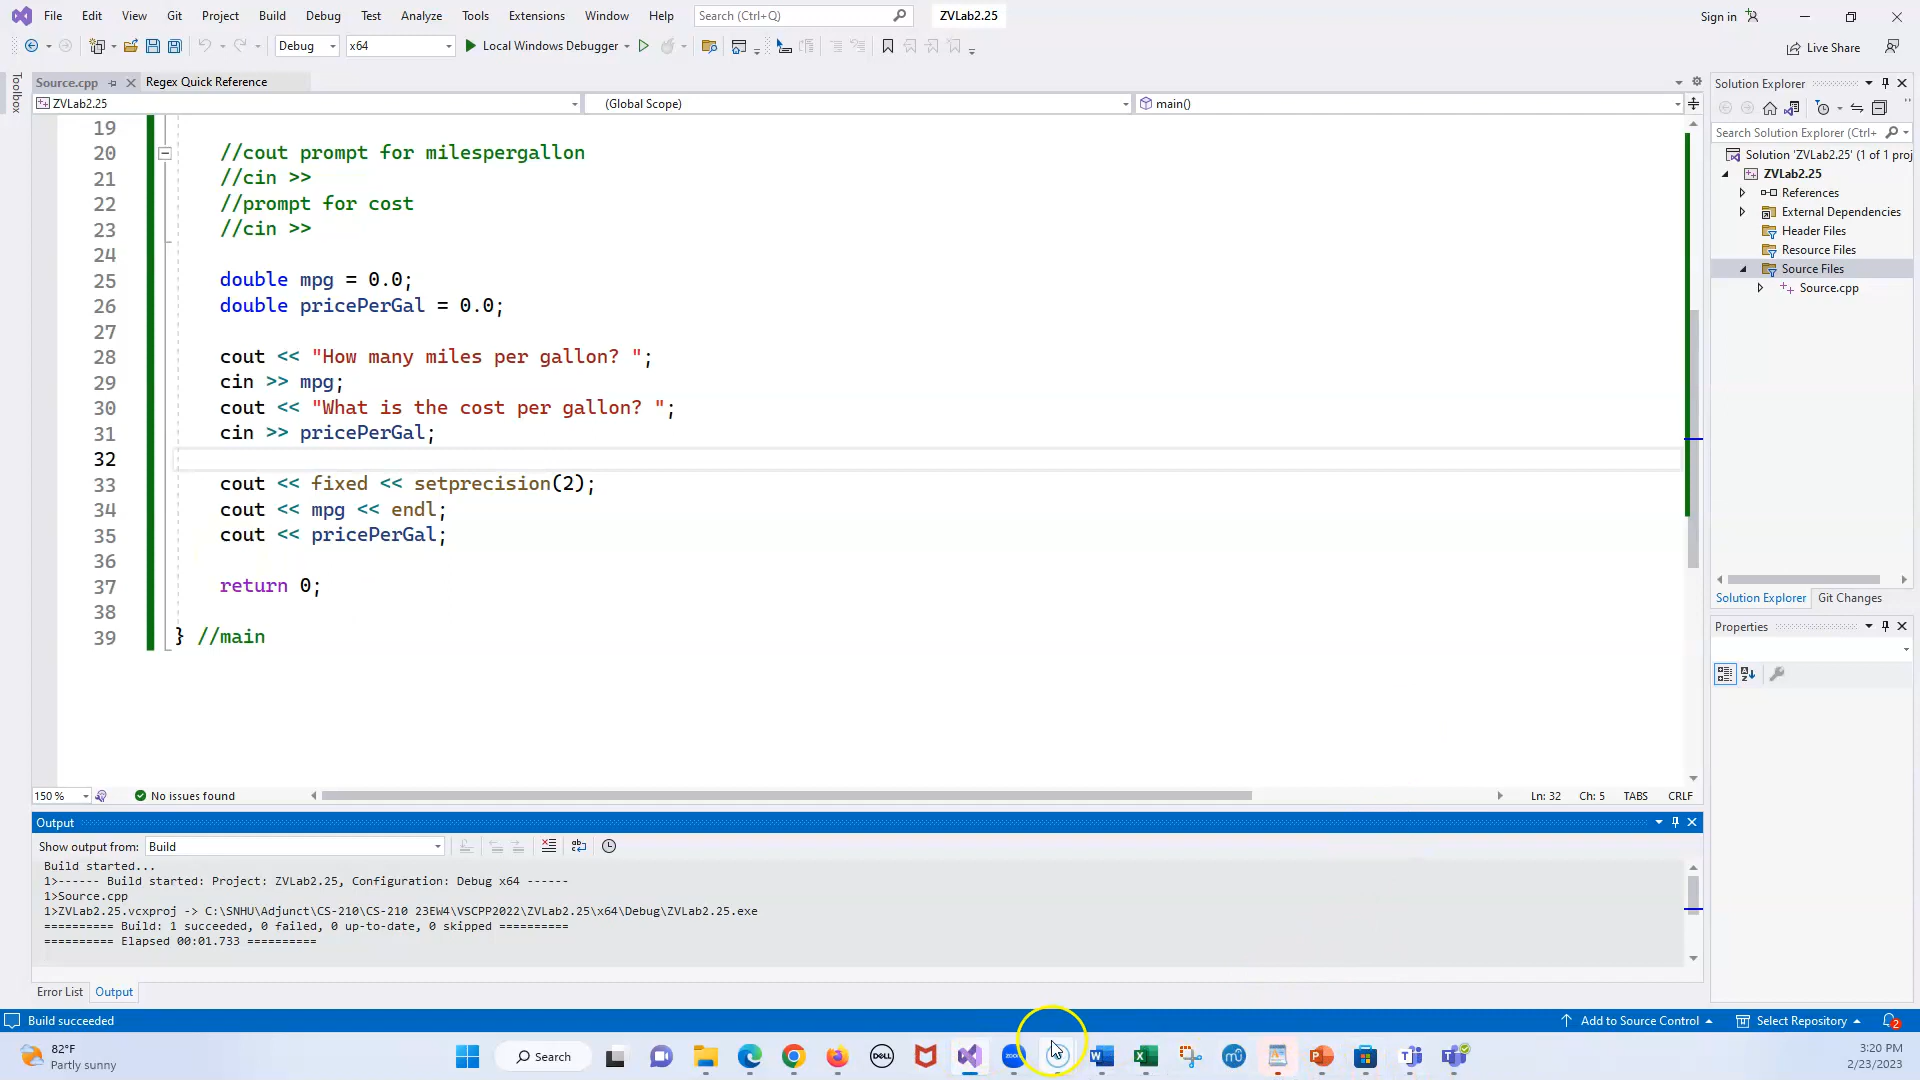 File Edit View Git Project Build Debug Test Analyze Tools Extensions Window Help Search (Ctrl+Q) ZVLab2.25 Sign in
Debug x64 Local Windows Debugger Live Share
Toolbox
Source.cpp Regex Quick Reference
ZVLab2.25 (Global Scope) main()
19
20 //cout prompt for milespergallon
21 //cin >>
22 //prompt for cost
23 //cin >>
24
25 double mpg = 0.0;
26 double pricePerGal = 0.0;
27
28 cout << "How many miles per gallon? ";
29 cin >> mpg;
30 cout << "What is the cost per gallon? ";
31 cin >> pricePerGal;
32
33 cout << fixed << setprecision(2);
34 cout << mpg << endl;
35 cout << pricePerGal;
36
37 return 0;
38
39 } //main
150 % No issues found Ln: 32 Ch: 5 TABS CRLF
Output
Show output from: Build
Build started...
1>------ Build started: Project: ZVLab2.25, Configuration: Debug x64 ------
1>Source.cpp
1>ZVLab2.25.vcxproj -> C:\SNHU\Adjunct\CS-210\CS-210 23EW4\VSCPP2022\ZVLab2.25\x64\Debug\ZVLab2.25.exe
========== Build: 1 succeeded, 0 failed, 0 up-to-date, 0 skipped ==========
========== Elapsed 00:01.733 ==========
Error List Output
Solution Explorer
Search Solution Explorer (Ctrl+
Solution 'ZVLab2.25' (1 of 1 proj
ZVLab2.25
References
External Dependencies
Header Files
Resource Files
Source Files
Source.cpp
Solution Explorer Git Changes
Properties
Build succeeded Add to Source Control Select Repository 2
82°F
Partly sunny
Search
DELL
zoom
3:20 PM
2/23/2023